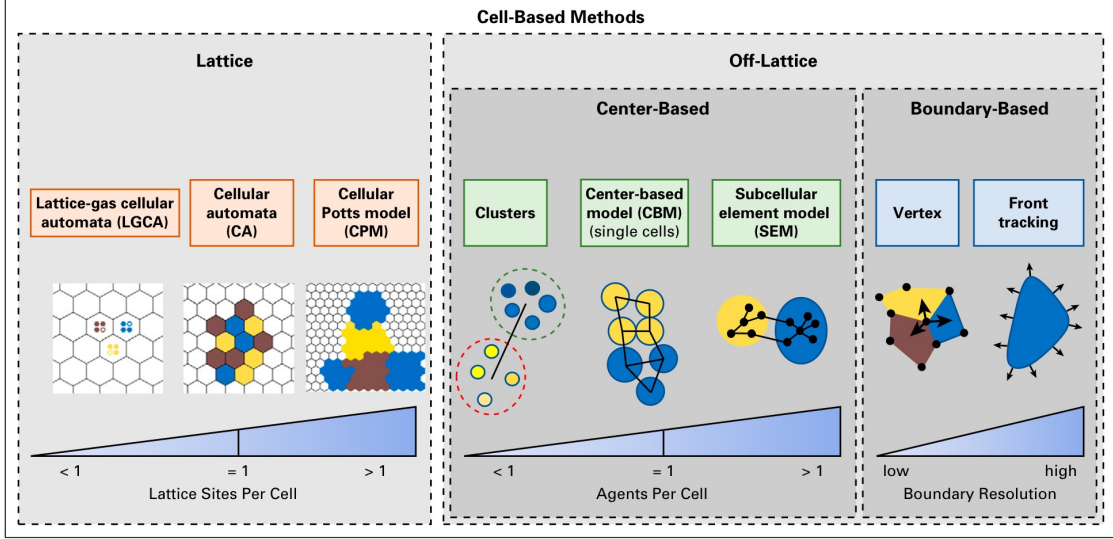 Cell-Based Methods
Lattice
Lattice-gas cellular
automata (LGCA)
Cellular
automata
(CA)
Cellular
Potts model
(CPM)
< 1
= 1
> 1
Lattice Sites Per Cell
Off-Lattice
Center-Based
Clusters
Center-based
model (CBM)
(single cells)
Subcellular
element model
(SEM)
< 1
= 1
> 1
Agents Per Cell
Boundary-Based
Vertex
Front
tracking
low
high
Boundary Resolution